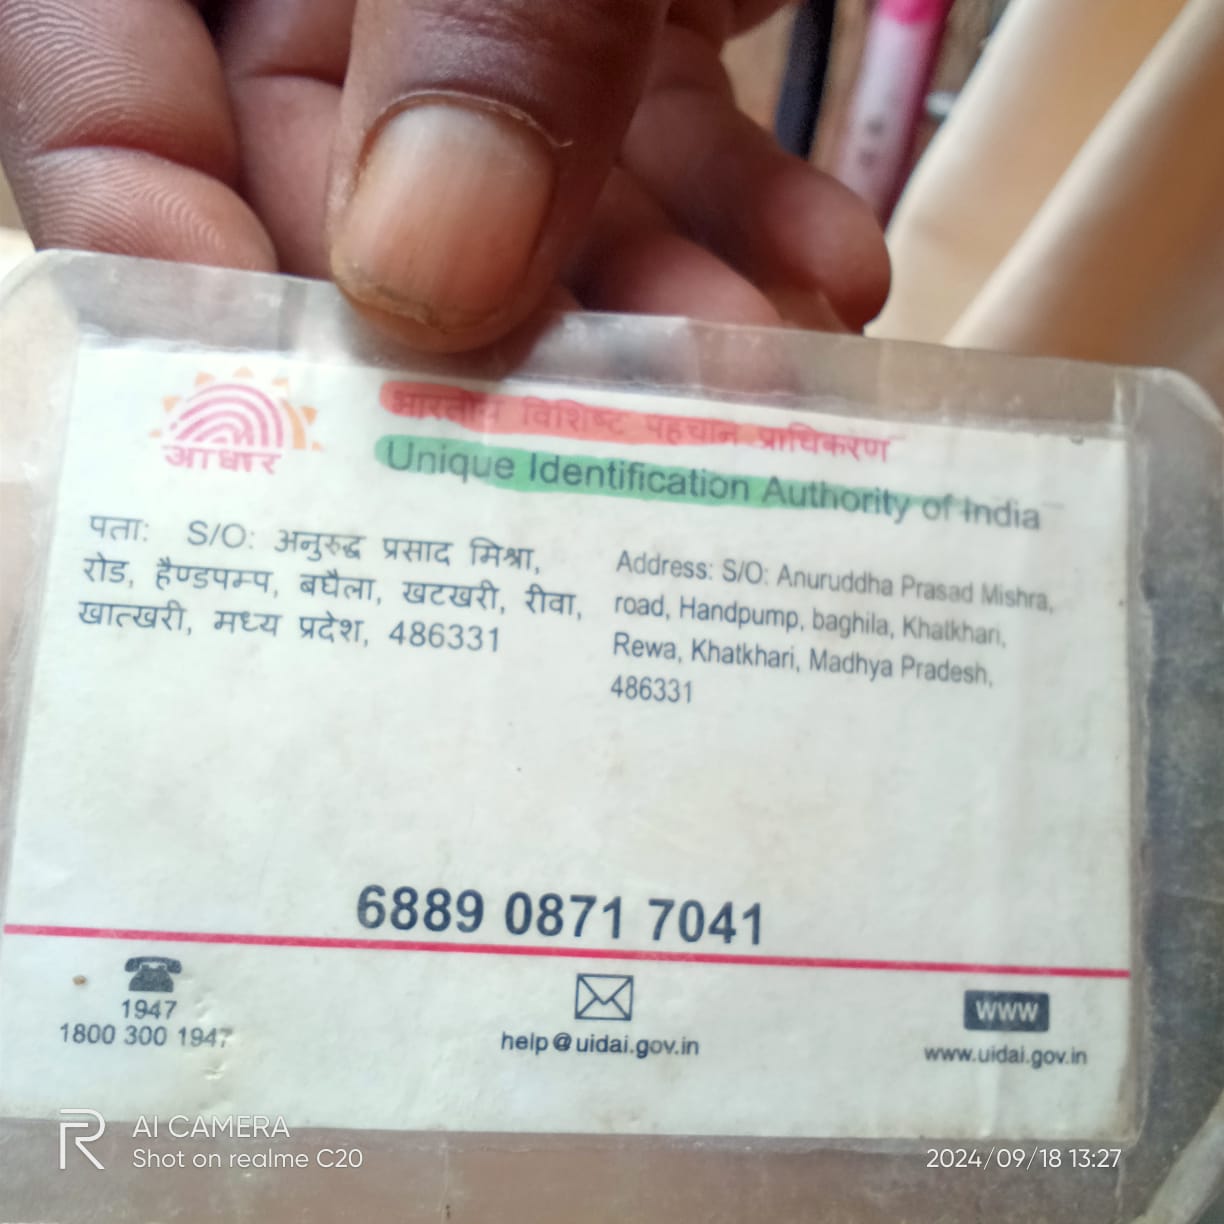 आधार
भारतीय विशिष्ट पहचान प्राधिकरण
Unique Identification Authority of India
पता: S/O: अनुरुद्ध प्रसाद मिश्रा,
रोड, हैण्डपम्प, बघैला, खटखरी, रीवा,
खात्खरी, मध्य प्रदेश, 486331
Address: S/O: Anuruddha Prasad Mishra,
road, Handpump, baghila, Khatkhari,
Rewa, Khatkhari, Madhya Pradesh,
486331
6889 0871 7041
1947
1800 300 1947
help@uidai.gov.in
www
www.uidai.gov.in
R AI CAMERA
Shot on realme C20
2024/09/18 13:27